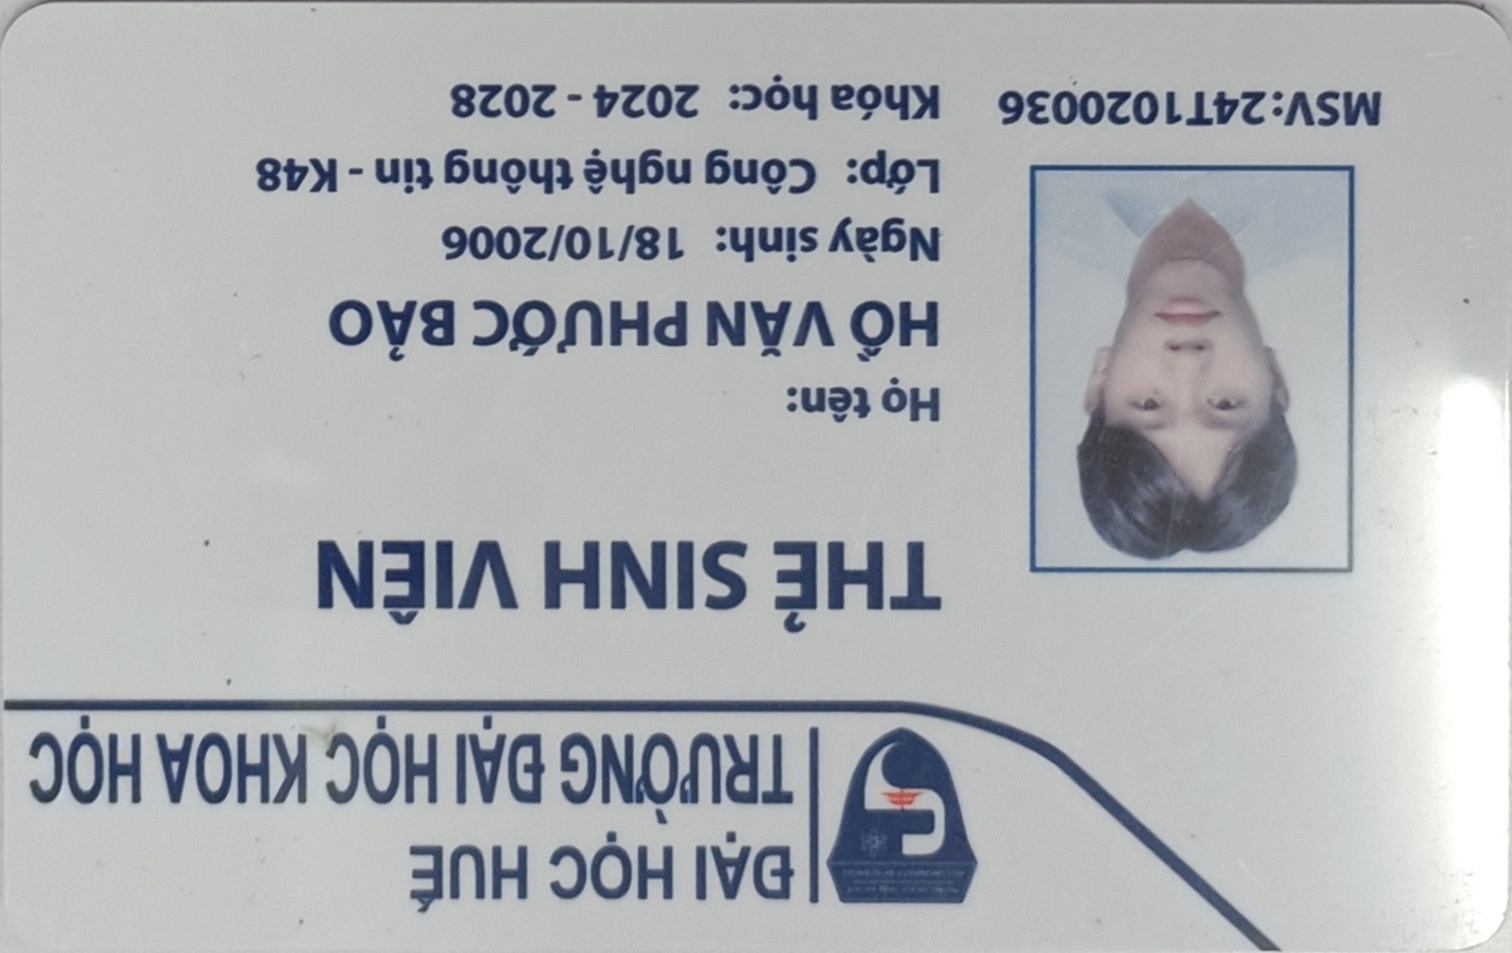 ĐẠI HỌC HUẾ
TRƯỜNG ĐẠI HỌC KHOA HỌC
THẺ SINH VIÊN
Họ tên:
HỒ VĂN PHƯỚC BẢO
Ngày sinh: 18/10/2006
Lớp: Công nghệ thông tin - K48
MSV:24T1020036
Khóa học: 2024 - 2028